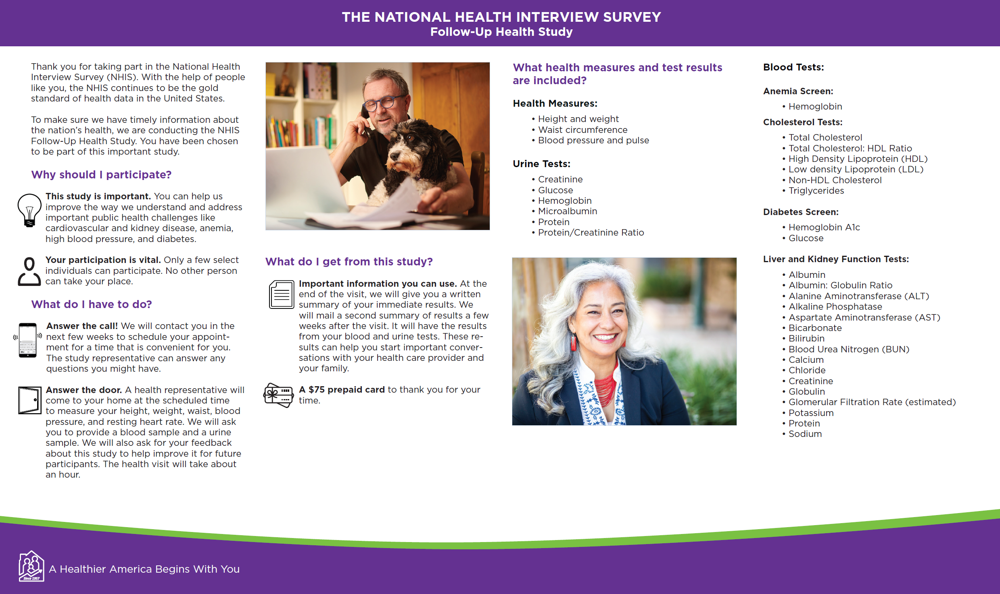 THE NATIONAL HEALTH INTERVIEW SURVEY
Follow-Up Health Study
Thank you for taking part in the National Health
Interview Survey (NHIS). With the help of people
like you, the NHIS continues to be the gold
standard of health data in the United States.
To make sure we have timely information about
the nation’s health, we are conducting the NHIS
Follow-Up Health Study. You have been chosen
to be part of this important study.
Why should I participate?
This study is important. You can help us
improve the way we understand and address
important public health challenges like
cardiovascular and kidney disease, anemia,
high blood pressure, and diabetes.
Your participation is vital. Only a few select
individuals can participate. No other person
can take your place.
What do I have to do?
Answer the call! We will contact you in the
next few weeks to schedule your appoint-
ment for a time that is convenient for you.
The study representative can answer any
questions you might have.
Answer the door. A health representative will
come to your home at the scheduled time
to measure your height, weight, waist, blood
pressure, and resting heart rate. We will ask
you to provide a blood sample and a urine
sample. We will also ask for your feedback
about this study to help improve it for future
participants. The health visit will take about
an hour.
What do I get from this study?
Important information you can use. At the
end of the visit, we will give you a written
summary of your immediate results. We
will mail a second summary of results a few
weeks after the visit. It will have the results
from your blood and urine tests. These re-
sults can help you start important conver-
sations with your health care provider and
your family.
A $75 prepaid card to thank you for your
time.
What health measures and test results
are included?
Health Measures:
• Height and weight
• Waist circumference
• Blood pressure and pulse
Urine Tests:
• Creatinine
• Glucose
• Hemoglobin
• Microalbumin
• Protein
• Protein/Creatinine Ratio
Blood Tests:
Anemia Screen:
• Hemoglobin
Cholesterol Tests:
• Total Cholesterol
• Total Cholesterol: HDL Ratio
• High Density Lipoprotein (HDL)
• Low density Lipoprotein (LDL)
• Non-HDL Cholesterol
• Triglycerides
Diabetes Screen:
• Hemoglobin A1c
• Glucose
Liver and Kidney Function Tests:
• Albumin
• Albumin: Globulin Ratio
• Alanine Aminotransferase (ALT)
• Alkaline Phosphatase
• Aspartate Aminotransferase (AST)
• Bicarbonate
• Bilirubin
• Blood Urea Nitrogen (BUN)
• Calcium
• Chloride
• Creatinine
• Globulin
• Glomerular Filtration Rate (estimated)
• Potassium
• Protein
• Sodium
Since 1957
A Healthier America Begins With You